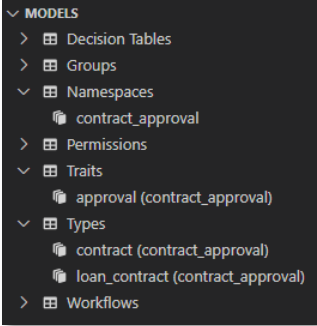 MODELS
Decision Tables
Groups
Namespaces
contract_approval
Permissions
Traits
approval (contract_approval)
Types
contract (contract_approval)
loan_contract (contract_approval)
Workflows